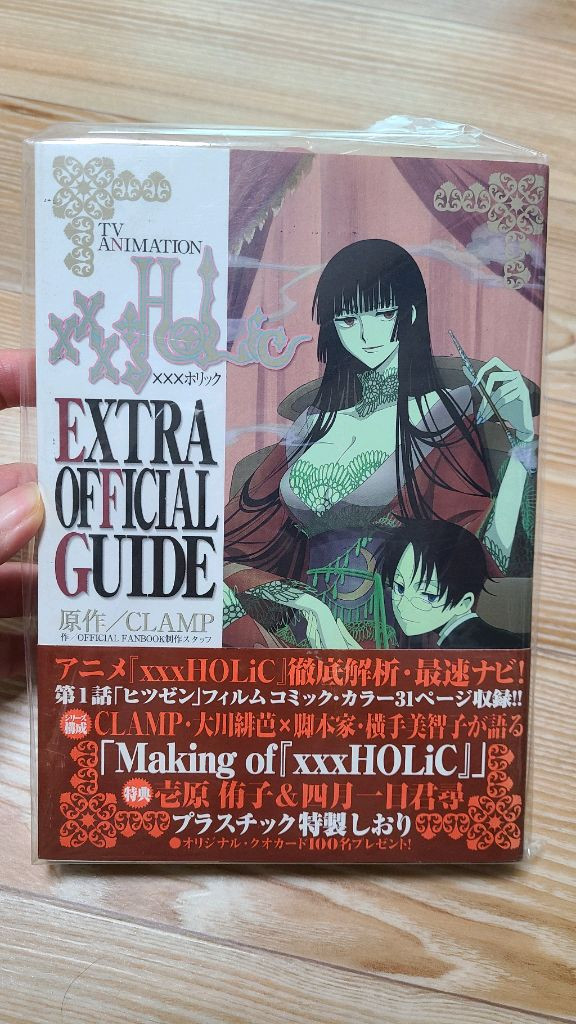 TV
ANIMATION
xxxHOLiC
×××ホリック
EXTRA
OFFICIAL
GUIDE
原作/CLAMP
作/OFFICIAL FANBOOK制作スタッフ
アニメ『xxxHOLiC』徹底解析・最速ナビ!
第1話「ヒツゼン」フィルムコミック・カラー31ページ収録!!
シリーズ構成 CLAMP・大川緋芭×脚本家・横手美智子が語る
「Making of『xxxHOLiC』」
特典 壱原 侑子&四月一日君尋
プラスチック特製しおり
●オリジナル・クオカード100名プレゼント!